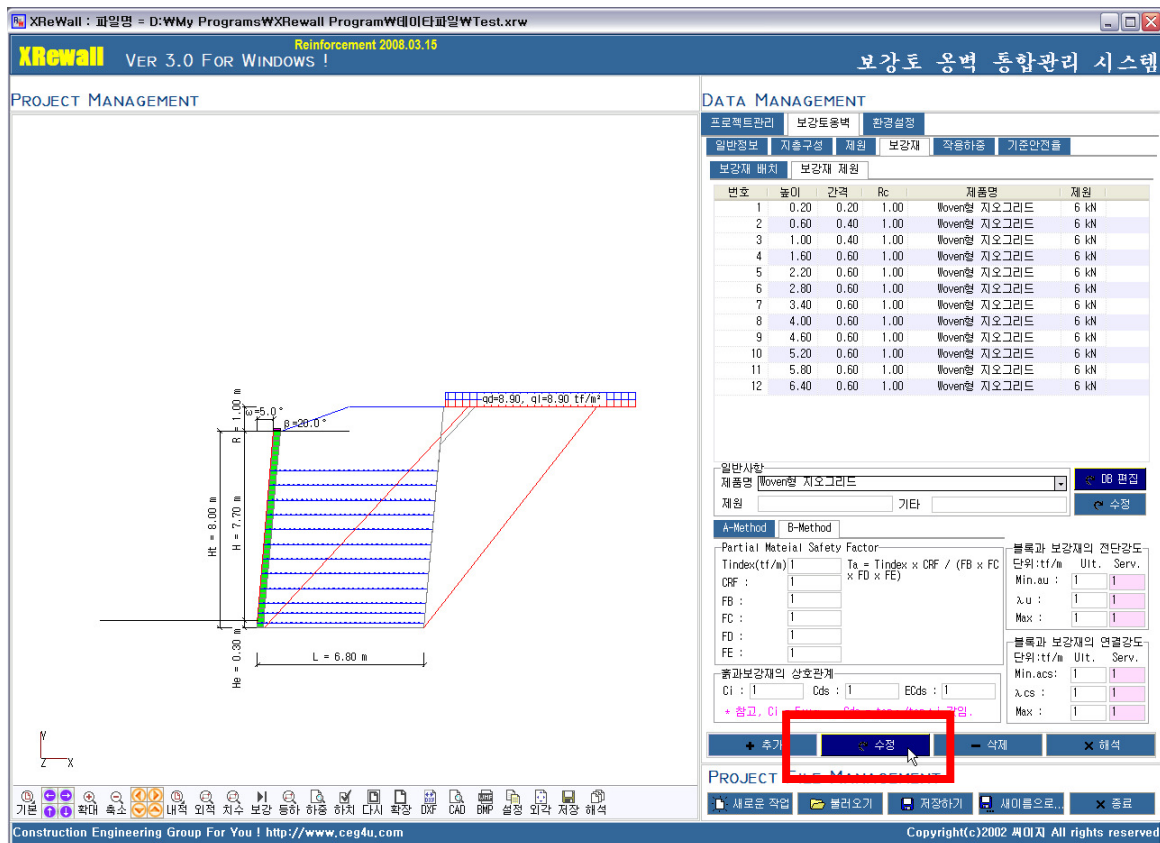 XReWall : 파일명 = D:₩My Programs₩XRewall Program₩데이타파일₩Test.xrw
XRewall VER 3.0 FOR WINDOWS !
Reinforcement 2008.03.15
보강토 옹벽 통합관리 시스템
PROJECT MANAGEMENT
ω=5.0°
β=20.0°
qd=8.90, ql=8.90 tf/m²
R = 1.00 m
Ht = 8.00 m
H = 7.70 m
He = 0.30 m
L = 6.80 m
Y
Z X
기본 확대 축소 내적 외적 치수 보강 등하 하중 하치 다시 확장 DXF CAD BMP 설정 외각 저장 해석
DATA MANAGEMENT
프로젝트관리 보강토옹벽 환경설정
일반정보 지층구성 제원 보강재 작용하중 기준안전율
보강재 배치 보강재 제원
번호 높이 간격 Rc 제품명 제원
1 0.20 0.20 1.00 Woven형 지오그리드 6 kN
2 0.60 0.40 1.00 Woven형 지오그리드 6 kN
3 1.00 0.40 1.00 Woven형 지오그리드 6 kN
4 1.60 0.60 1.00 Woven형 지오그리드 6 kN
5 2.20 0.60 1.00 Woven형 지오그리드 6 kN
6 2.80 0.60 1.00 Woven형 지오그리드 6 kN
7 3.40 0.60 1.00 Woven형 지오그리드 6 kN
8 4.00 0.60 1.00 Woven형 지오그리드 6 kN
9 4.60 0.60 1.00 Woven형 지오그리드 6 kN
10 5.20 0.60 1.00 Woven형 지오그리드 6 kN
11 5.80 0.60 1.00 Woven형 지오그리드 6 kN
12 6.40 0.60 1.00 Woven형 지오그리드 6 kN
일반사항
제품명 Woven형 지오그리드 DB 편집
제원 기타 수정
A-Method B-Method
Partial Mateial Safety Factor
Tindex(tf/m) 1 Ta = Tindex x CRF / (FB x FC
x FD x FE)
CRF : 1
FB : 1
FC : 1
FD : 1
FE : 1
흙과보강재의 상호관계
Ci : 1 Cds : 1 ECds : 1
* 참고, Ci
블록과 보강재의 전단강도
단위:tf/m Ult. Serv.
Min.au : 1 1
λu : 1 1
Max : 1 1
블록과 보강재의 연결강도
단위:tf/m Ult. Serv.
Min.acs: 1 1
λcs : 1 1
Max : 1 1
+ 추가 수정 삭제 해석
PROJECT FILE MANAGEMENT
새로운 작업 불러오기 저장하기 새이름으로... 종료
Construction Engineering Group For You ! http://www.ceg4u.com
Copyright(c)2002 씨이지 All rights reserved